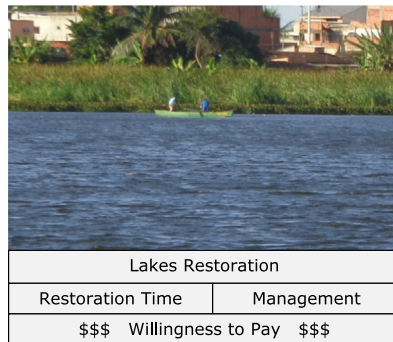 Lakes Restoration
Restoration Time Management
$$$ Willingness to Pay $$$